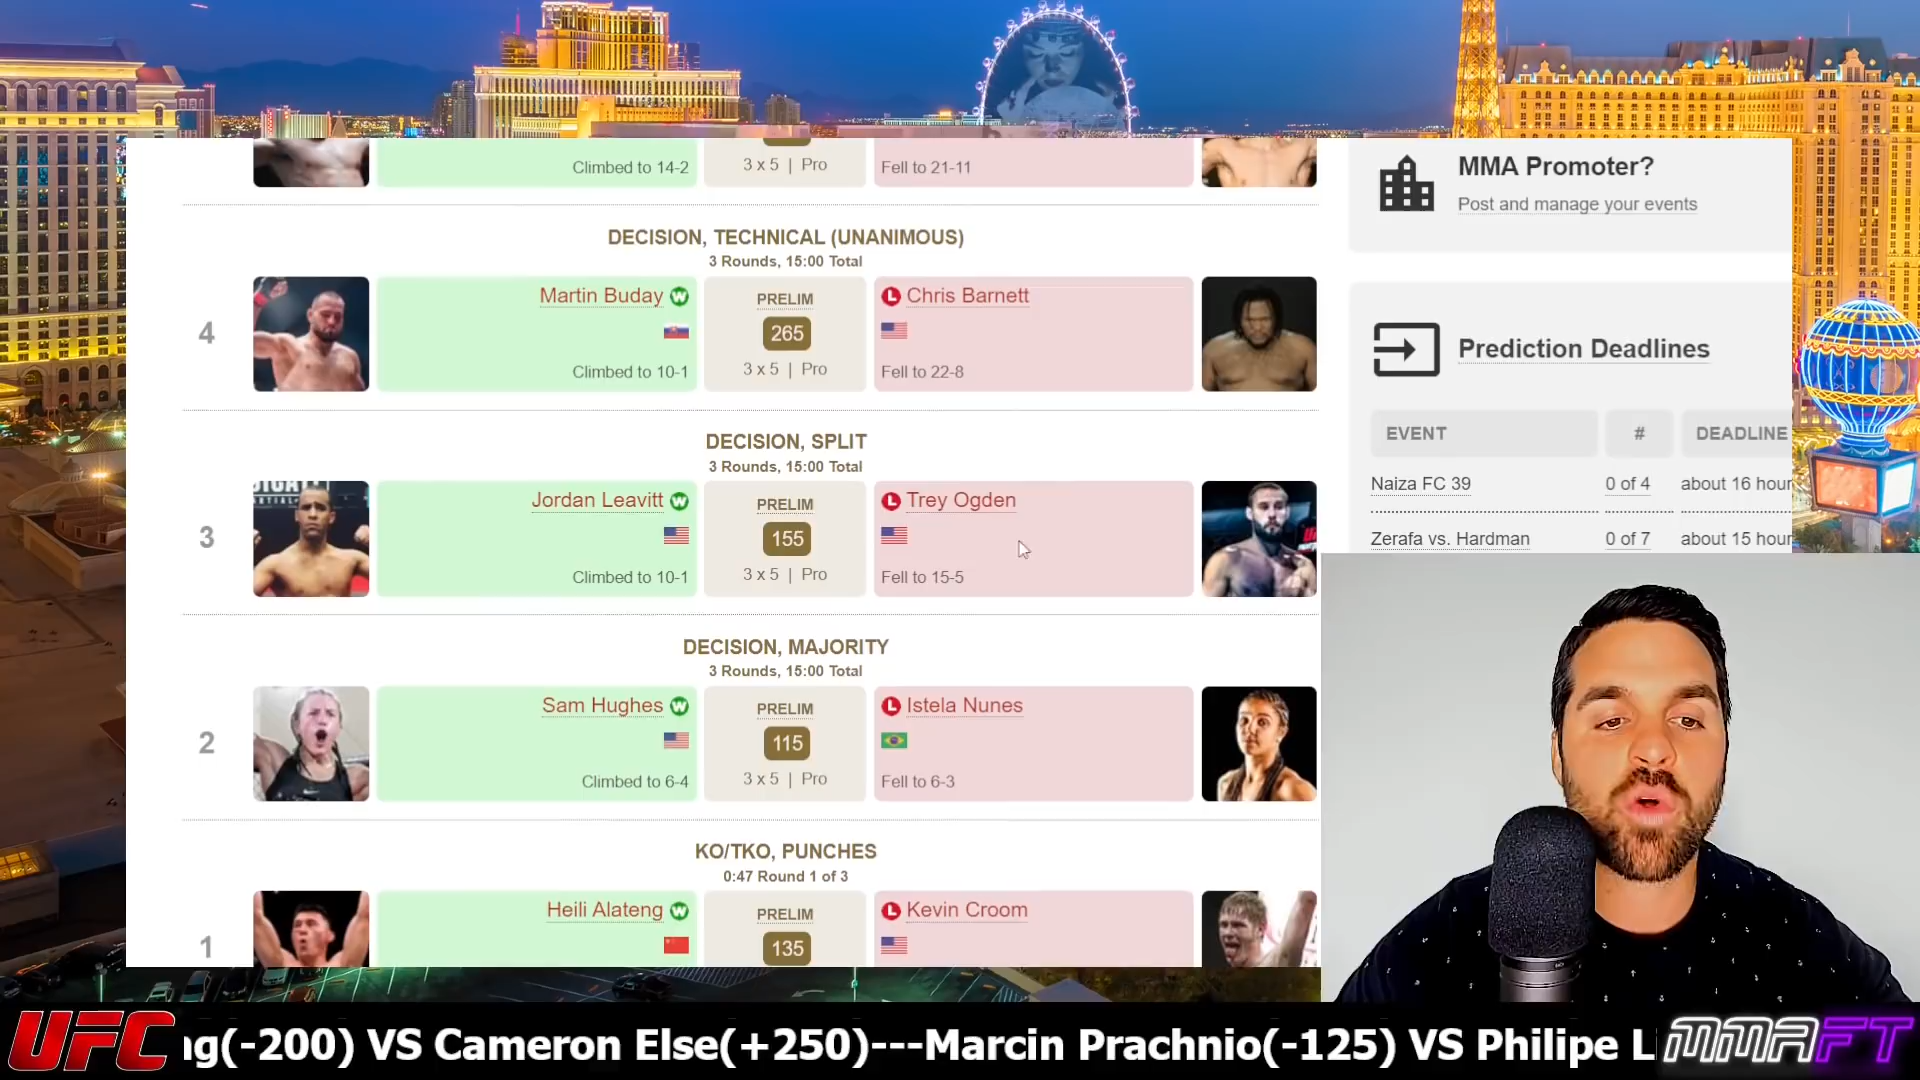 Climbed to 14-2
3 x 5 | Pro
Fell to 21-11
DECISION, TECHNICAL (UNANIMOUS)
3 Rounds, 15:00 Total
4
Martin Buday W
Climbed to 10-1
PRELIM
265
3 x 5 | Pro
L Chris Barnett
Fell to 22-8
DECISION, SPLIT
3 Rounds, 15:00 Total
3
Jordan Leavitt W
Climbed to 10-1
PRELIM
155
3 x 5 | Pro
L Trey Ogden
Fell to 15-5
DECISION, MAJORITY
3 Rounds, 15:00 Total
2
Sam Hughes W
Climbed to 6-4
PRELIM
115
3 x 5 | Pro
L Istela Nunes
Fell to 6-3
KO/TKO, PUNCHES
0:47 Round 1 of 3
1
Heili Alateng W
PRELIM
135
L Kevin Croom
MMA Promoter?
Post and manage your events
Prediction Deadlines
EVENT # DEADLINE
Naiza FC 39 0 of 4 about 16 hour
Zerafa vs. Hardman 0 of 7 about 15 hour
UFC
ng(-200) VS Cameron Else(+250)---Marcin Prachnio(-125) VS Philipe L
MMAFT